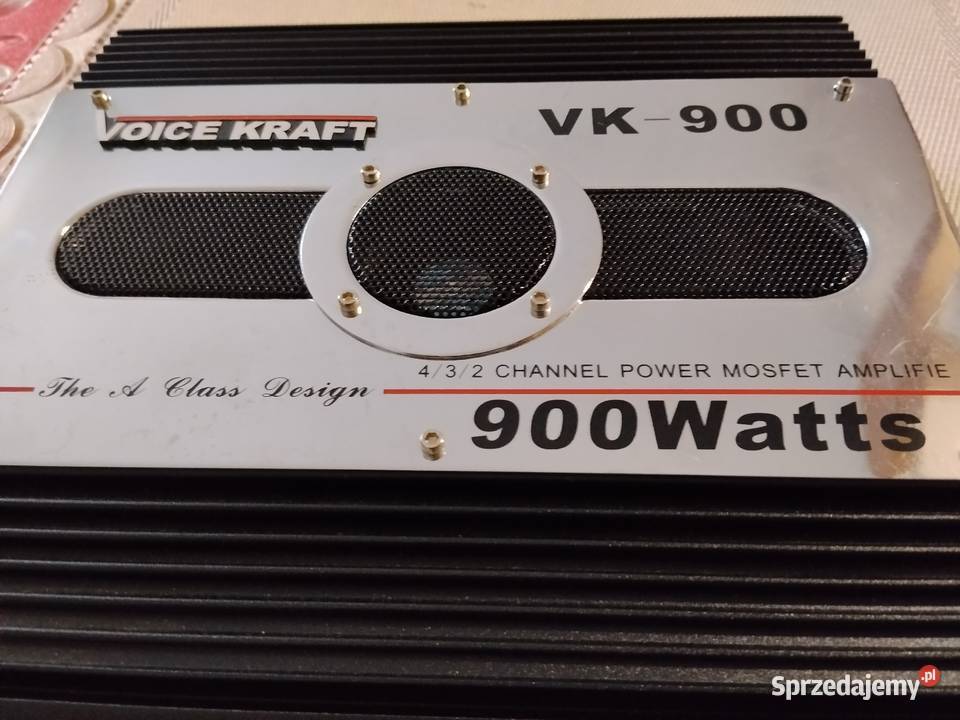 VOICE KRAFT
VK-900
4/3/2 CHANNEL POWER MOSFET AMPLIFIE
The A Class Design
900Watts
Sprzedajemy.pl